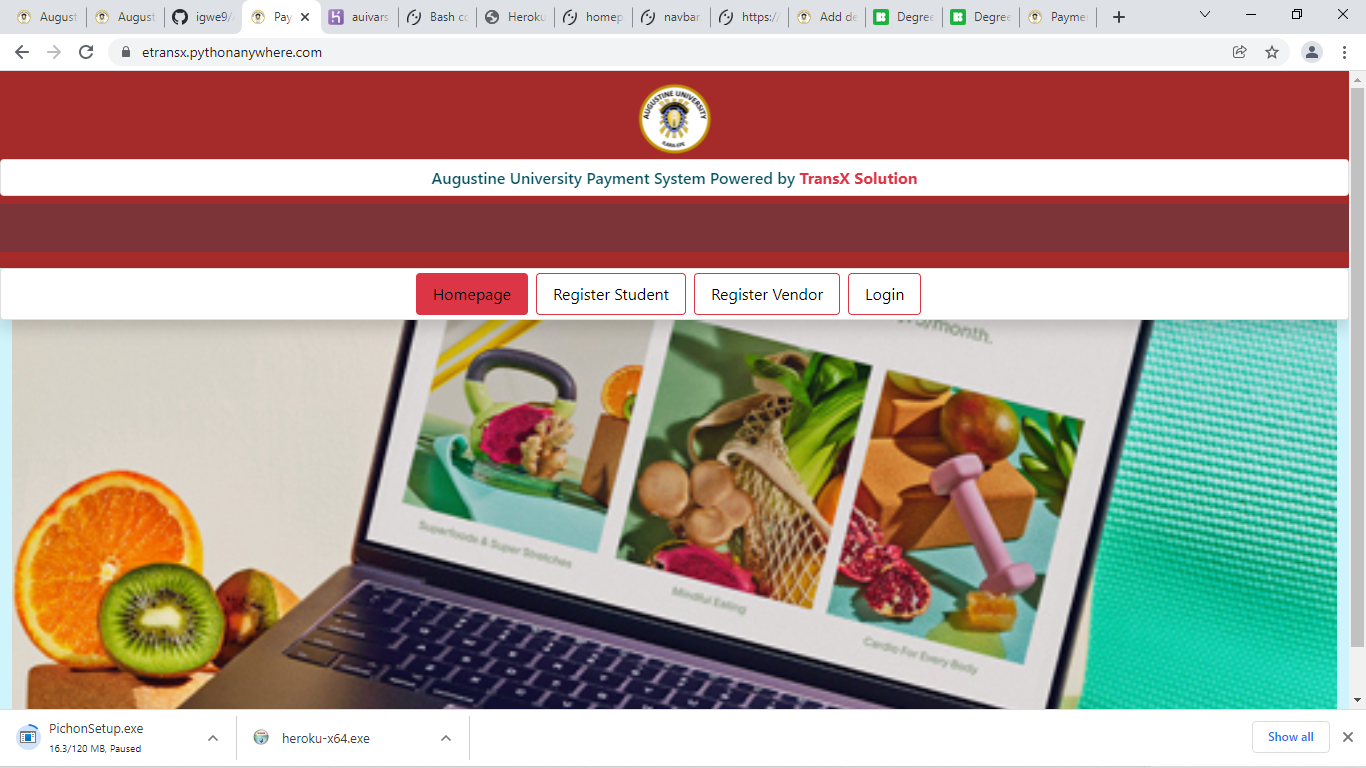 August
August
igwe9/
Pay
auivars
Bash co
Heroku
homep
navbar.
https:/
Add de
Degree
Degree
Payme
etransx.pythonanywhere.com
AUGUSTINE UNIVERSITY
ILARA-EPE
Augustine University Payment System Powered by TransX Solution
Homepage
Register Student
Register Vendor
Login
/month.
Superfoods & Super Stretches
Mindful Eating
Cardio For Every Body
PichonSetup.exe
16.3/120 MB, Paused
heroku-x64.exe
Show all